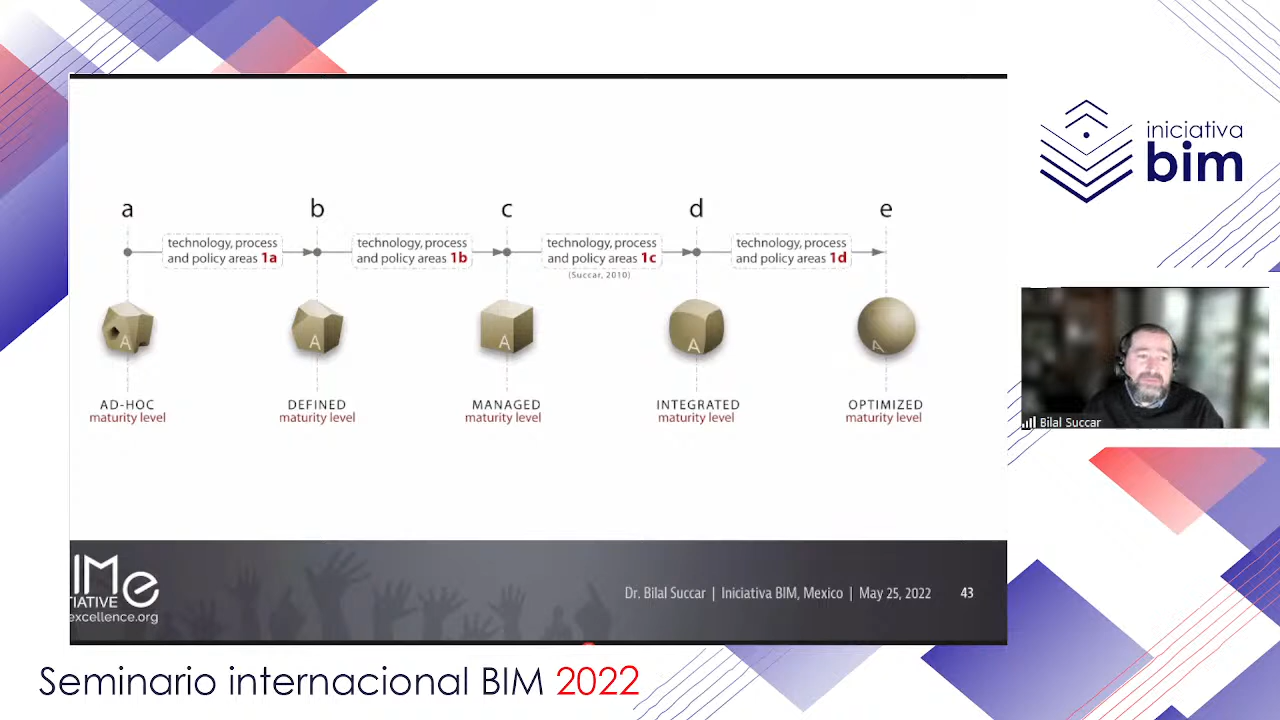 iniciativa
bim
a b c d e
technology, process
and policy areas 1a
technology, process
and policy areas 1b
technology, process
and policy areas 1c
(Succar, 2010)
technology, process
and policy areas 1d
A A A A A
AD-HOC
maturity level
DEFINED
maturity level
MANAGED
maturity level
INTEGRATED
maturity level
OPTIMIZED
maturity level
Bilal Succar
IMe
TIATIVE
excellence.org
Dr. Bilal Succar | Iniciativa BIM, Mexico | May 25, 2022 43
Seminario internacional BIM 2022